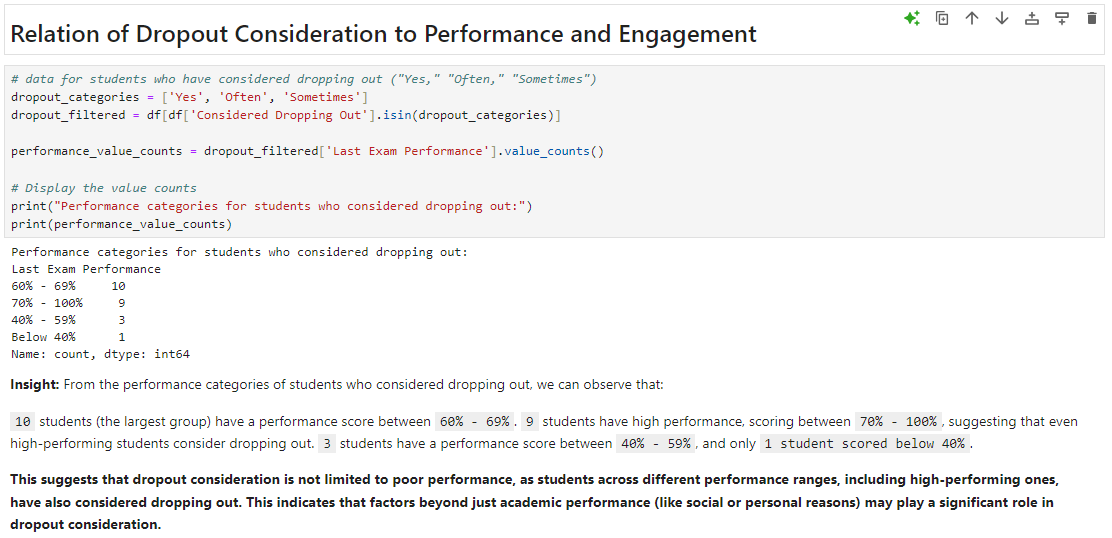 Relation of Dropout Consideration to Performance and Engagement
# data for students who have considered dropping out ("Yes," "Often," "Sometimes")
dropout_categories = ['Yes', 'Often', 'Sometimes']
dropout_filtered = df[df['Considered Dropping Out'].isin(dropout_categories)]
performance_value_counts = dropout_filtered['Last Exam Performance'].value_counts()
# Display the value counts
print("Performance categories for students who considered dropping out:")
print(performance_value_counts)
Performance categories for students who considered dropping out:
Last Exam Performance
60% - 69%     10
70% - 100%     9
40% - 59%      3
Below 40%      1
Name: count, dtype: int64
Insight: From the performance categories of students who considered dropping out, we can observe that:
10 students (the largest group) have a performance score between 60% - 69%. 9 students have high performance, scoring between 70% - 100%, suggesting that even
high-performing students consider dropping out. 3 students have a performance score between 40% - 59%, and only 1 student scored below 40%.
This suggests that dropout consideration is not limited to poor performance, as students across different performance ranges, including high-performing ones,
have also considered dropping out. This indicates that factors beyond just academic performance (like social or personal reasons) may play a significant role in
dropout consideration.